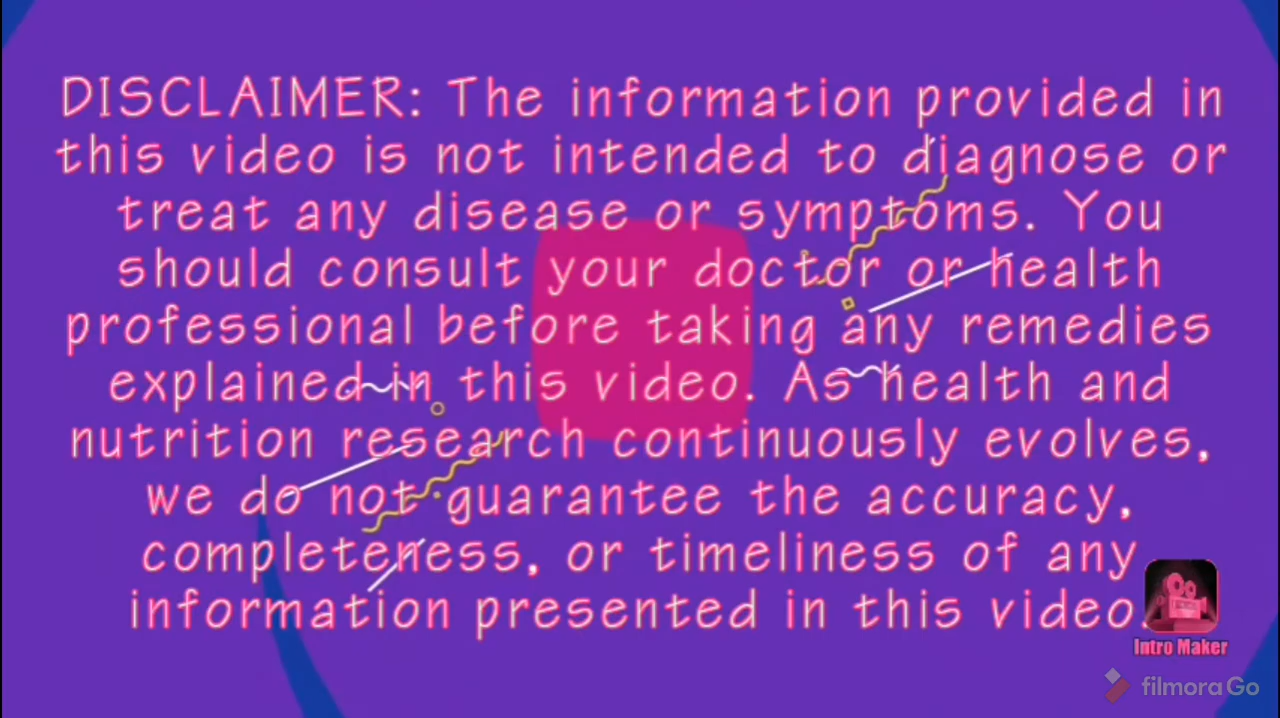 DISCLAIMER: The information provided in
this video is not intended to diagnose or
treat any disease or symptoms. You
should consult your doctor or health
professional before taking any remedies
explained in this video. As health and
nutrition research continuously evolves,
we do not guarantee the accuracy,
completeness, or timeliness of any
information presented in this video.
Intro Maker
filmoraGo